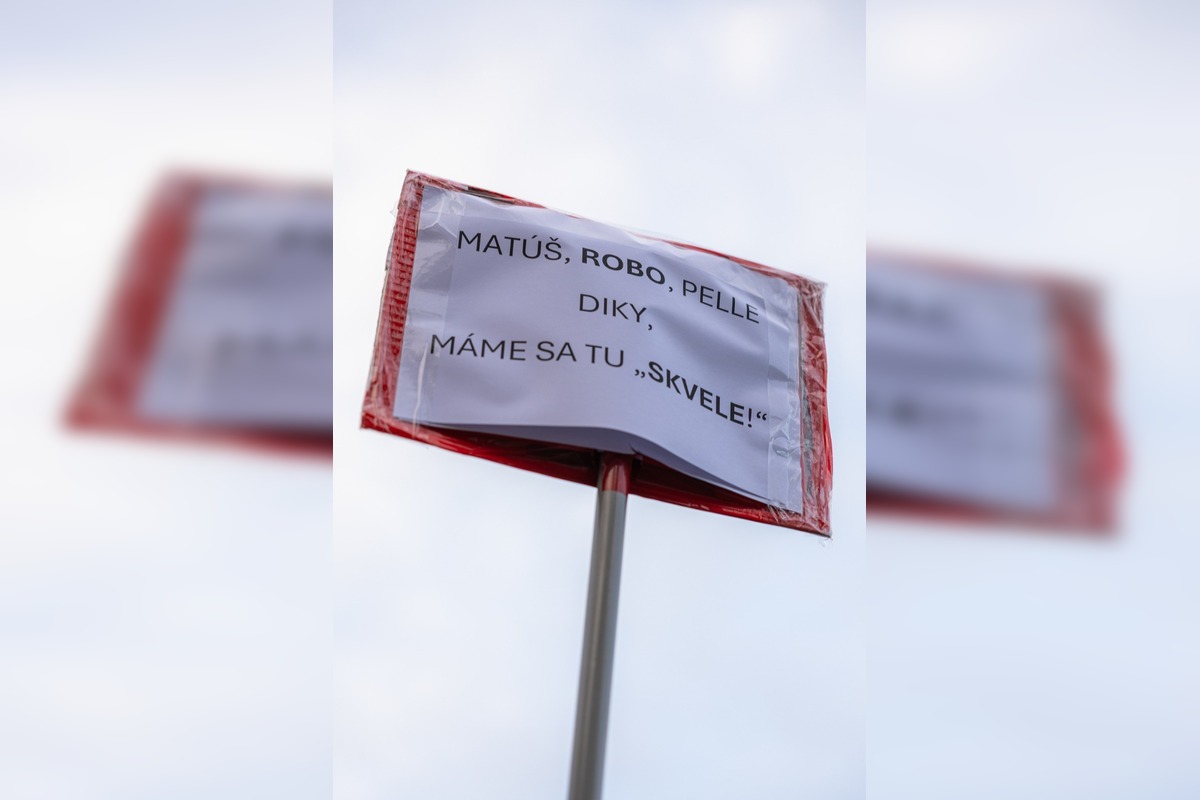 MATÚŠ, ROBO, PELLE
DIKY,
MÁME SA TU „SKVELE!“